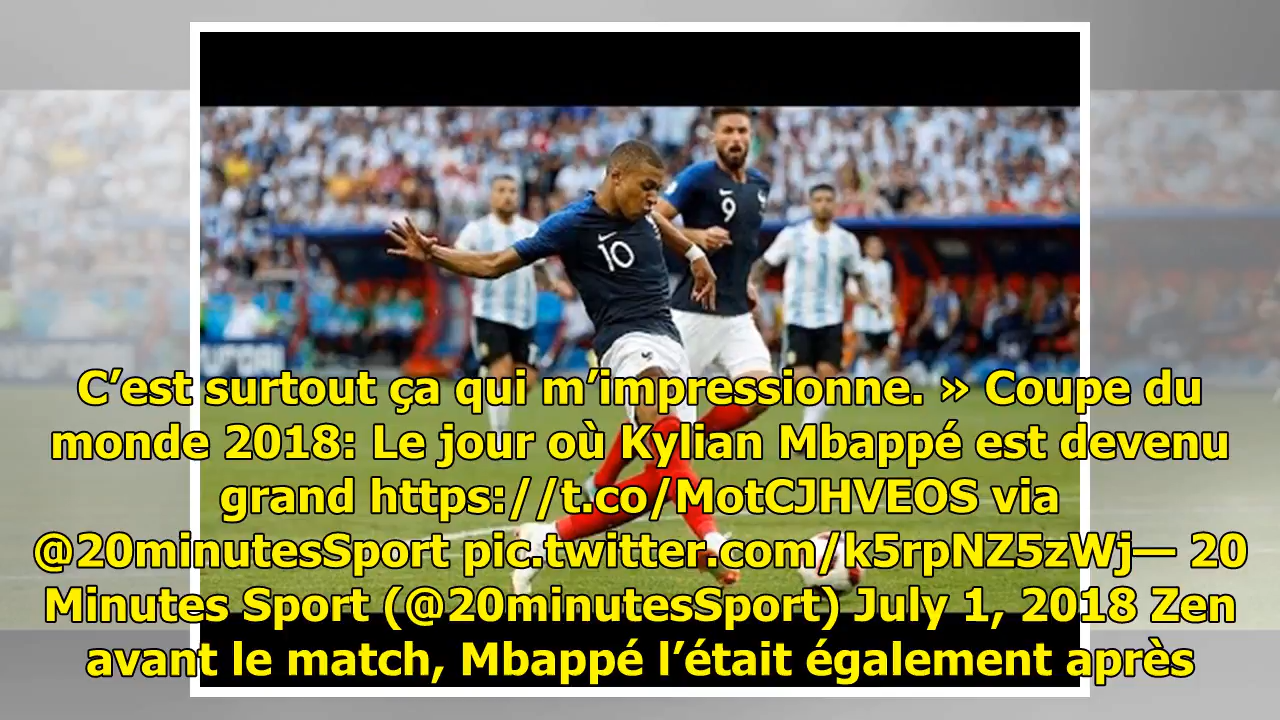 10
9
C’est surtout ça qui m’impressionne. » Coupe du
monde 2018: Le jour où Kylian Mbappé est devenu
grand https://t.co/MotCJHVEOS via
@20minutesSport pic.twitter.com/k5rpNZ5zWj— 20
Minutes Sport (@20minutesSport) July 1, 2018 Zen
avant le match, Mbappé l’était également après